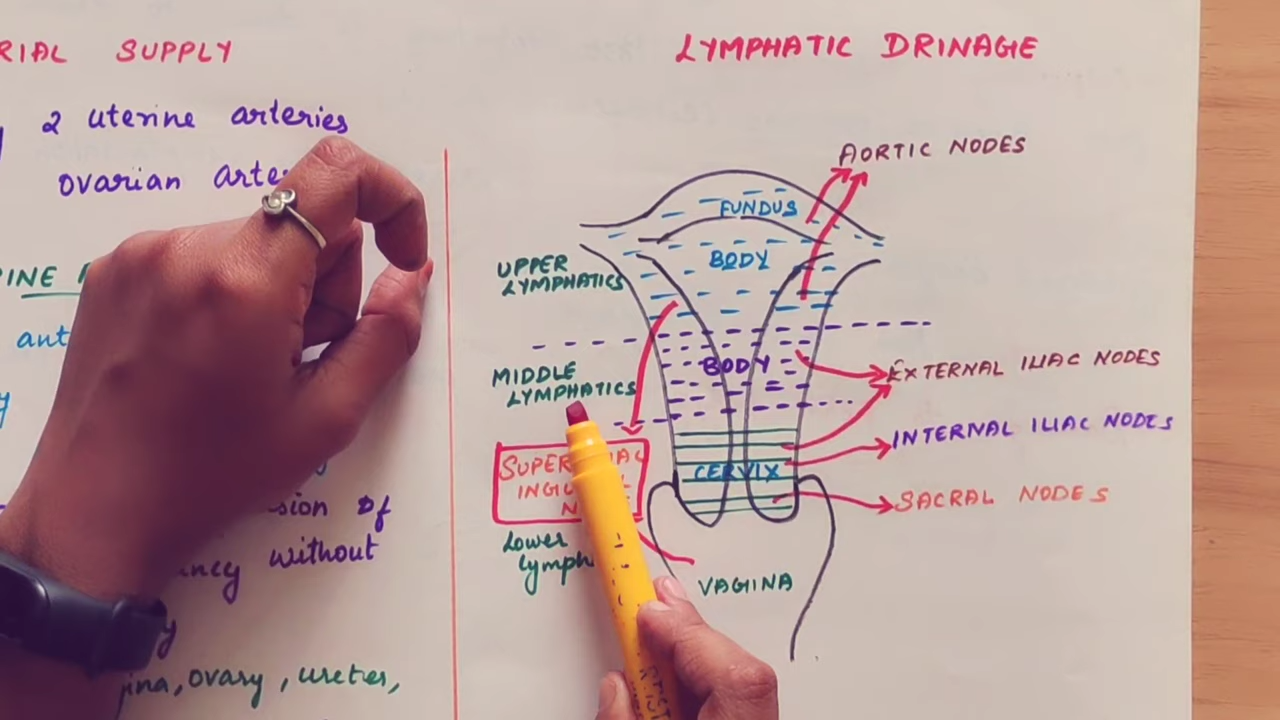 RIAL SUPPLY
2 uterine arteries
ovarian arte
INE
ant
sion of
ncy without
y
ina, ovary, ureter,
LYMPHATIC DRINAGE
AORTIC NODES
FUNDUS
BODY
UPPER
LYMPHATICS
BODY
MIDDLE
LYMPHATICS
EXTERNAL ILIAC NODES
INTERNAL ILIAC NODES
CERVIX
SACRAL NODES
SUPER IAL
INGU L
N
Lower
lymph
VAGINA